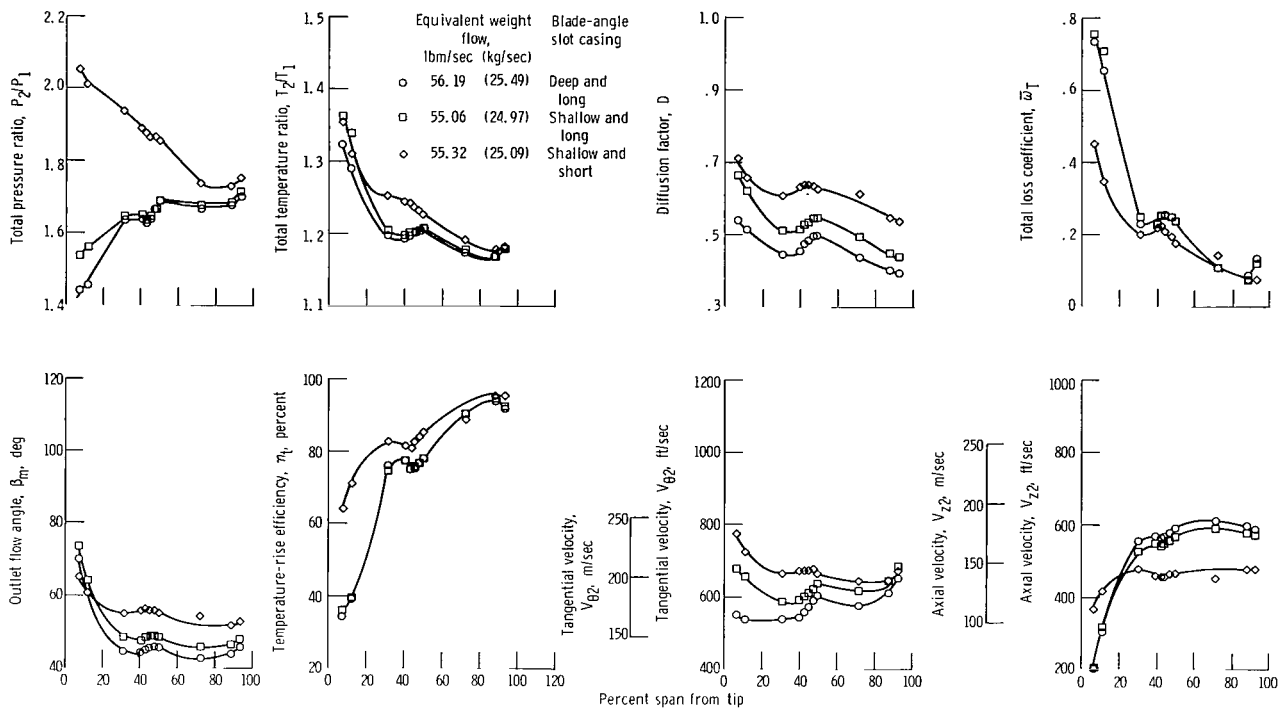 Total pressure ratio, P2/P1
2.2
2.0
1.8
1.6
1.4
Total temperature ratio, T2/T1
1.5
1.4
1.3
1.2
1.1
Equivalent weight flow,
lbm/sec (kg/sec)
Blade-angle slot casing
56.19 (25.49) Deep and long
55.06 (24.97) Shallow and long
55.32 (25.09) Shallow and short
Diffusion factor, D
1.0
.9
.7
.5
.3
Total loss coefficient, ω̅T
.8
.6
.4
.2
0
Outlet flow angle, βm, deg
120
100
80
60
40
0 20 40 60 80 100
Temperature-rise efficiency, ηt, percent
100
80
60
40
20
0 20 40 60 80 100 120
Tangential velocity, Vθ2, m/sec
250
200
150
Tangential velocity, Vθ2, ft/sec
1200
1000
800
600
400
0 20 40 60 80 100
Axial velocity, Vz2, m/sec
250
200
150
100
Axial velocity, Vz2, ft/sec
1000
800
600
400
200
0 20 40 60 80 100
Percent span from tip